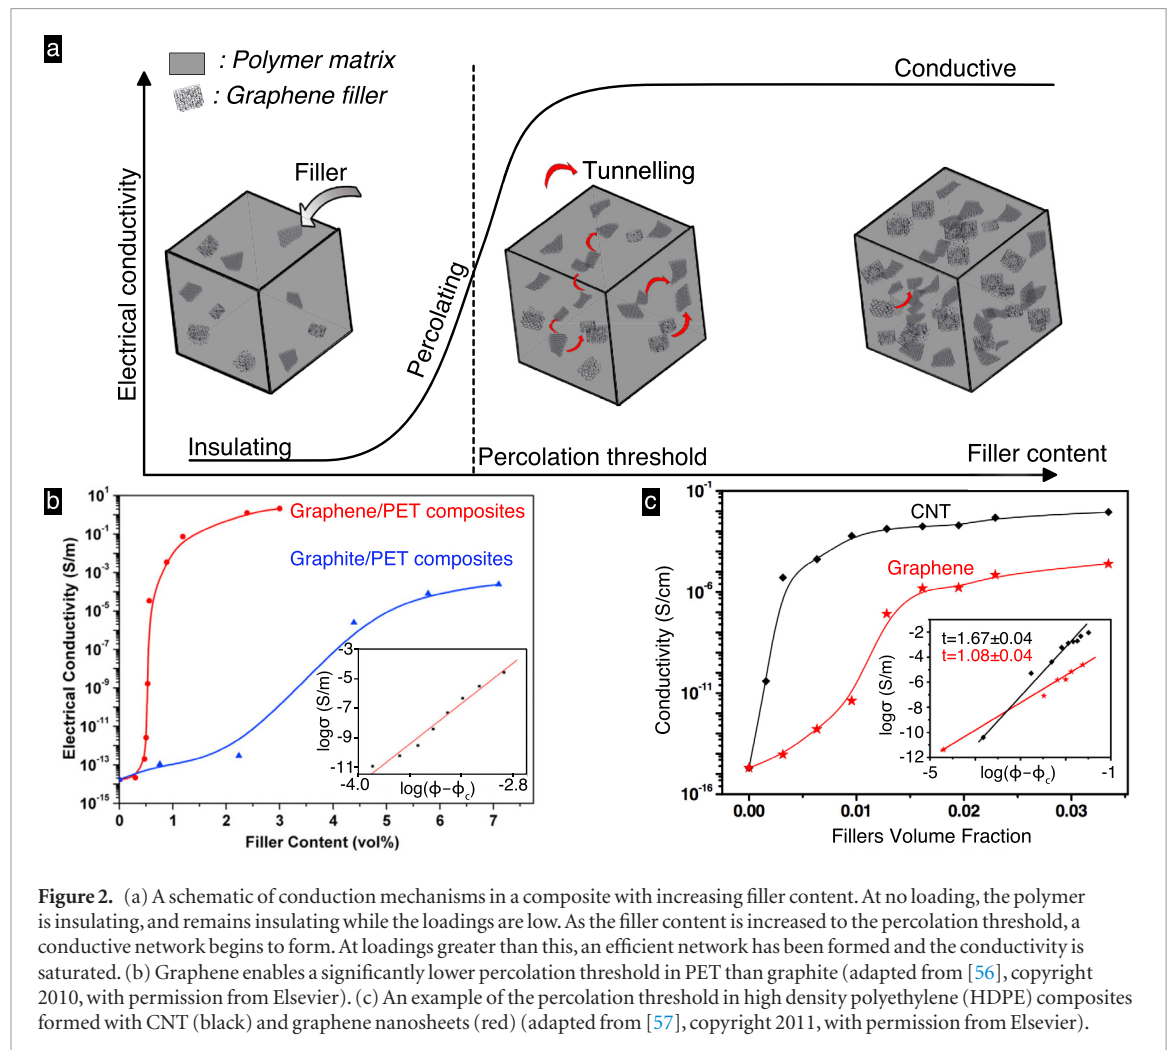 a
: Polymer matrix
: Graphene filler
Conductive
Filler
Tunnelling
Electrical conductivity
Percolating
Insulating
Percolation threshold
Filler content
b
Electrical Conductivity (S/m)
10^1
10^-1
10^-3
10^-5
10^-7
10^-9
10^-11
10^-13
10^-15
Graphene/PET composites
Graphite/PET composites
logσ (S/m)
-3
-5
-7
-9
-11
-4.0
log(ϕ−ϕ_c)
-2.8
0 1 2 3 4 5 6 7
Filler Content (vol%)
c
Conductivity (S/cm)
10^-1
10^-6
10^-11
10^-16
CNT
Graphene
t=1.67±0.04
t=1.08±0.04
logσ (S/m)
-2
-4
-6
-8
-10
-12
-5
log(ϕ−ϕ_c)
-1
0.00 0.01 0.02 0.03
Fillers Volume Fraction
Figure 2. (a) A schematic of conduction mechanisms in a composite with increasing filler content. At no loading, the polymer
is insulating, and remains insulating while the loadings are low. As the filler content is increased to the percolation threshold, a
conductive network begins to form. At loadings greater than this, an efficient network has been formed and the conductivity is
saturated. (b) Graphene enables a significantly lower percolation threshold in PET than graphite (adapted from [56], copyright
2010, with permission from Elsevier). (c) An example of the percolation threshold in high density polyethylene (HDPE) composites
formed with CNT (black) and graphene nanosheets (red) (adapted from [57], copyright 2011, with permission from Elsevier).